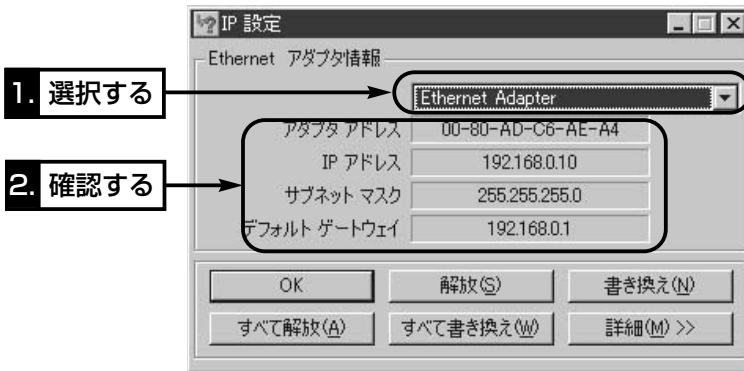 IP 設定
Ethernet アダプタ情報
1. 選択する
Ethernet Adapter
アダプタ アドレス 00-80-AD-C6-AE-A4
IP アドレス 192.168.0.10
2. 確認する
サブネット マスク 255.255.255.0
デフォルト ゲートウェイ 192.168.0.1
OK 解放(S) 書き換え(N)
すべて解放(A) すべて書き換え(W) 詳細(M) >>